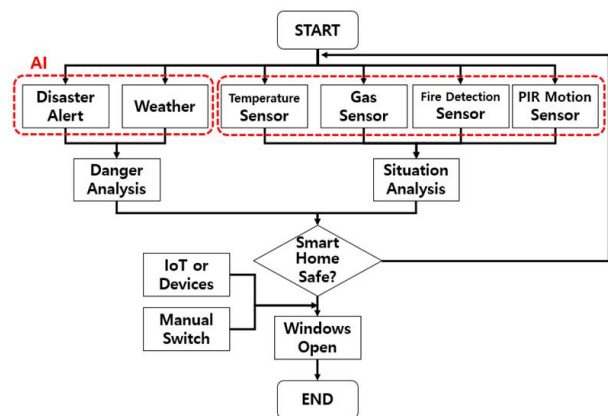 START
AI
Disaster
Alert
Weather
Temperature
Sensor
Gas
Sensor
Fire Detection
Sensor
PIR Motion
Sensor
Danger
Analysis
Situation
Analysis
Smart
Home
Safe?
IoT or
Devices
Manual
Switch
Windows
Open
END